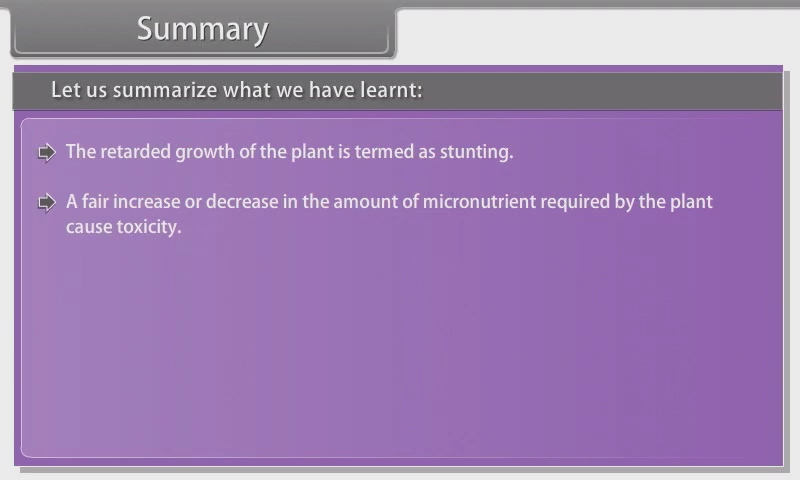 Summary
Let us summarize what we have learnt:
The retarded growth of the plant is termed as stunting.
A fair increase or decrease in the amount of micronutrient required by the plant
cause toxicity.